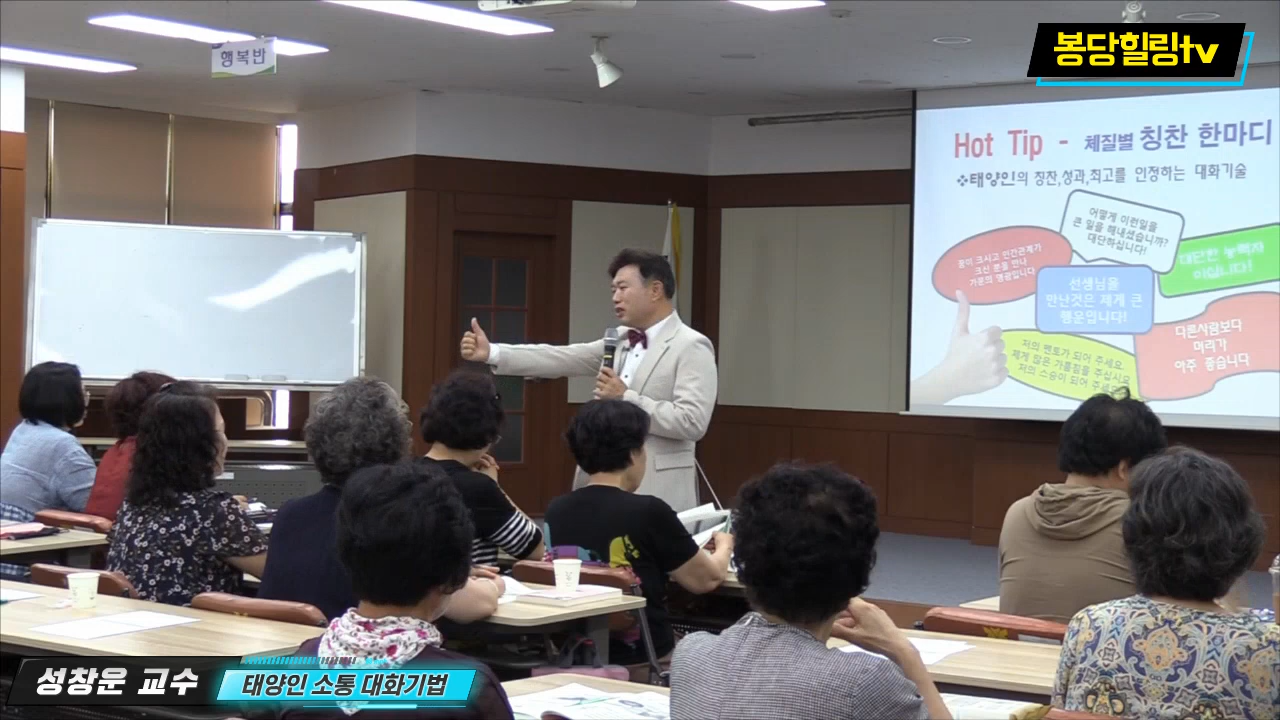 행복반
봉당힐링tv
Hot Tip - 체질별 칭찬 한마디
❖태양인의 칭찬,성과,최고를 인정하는 대화기술
어떻게 이런일을
큰 일을 해내셨습니까?
대단하십니다!
꿈이 크시고 인간관계가
크신 분을 만나
가문의 영광입니다
대단한 능력자
이십니다!
선생님을
만난것은 제게 큰
행운입니다!
다른사람보다
머리가
아주 좋습니다
저의 멘토가 되어 주세요.
제게 많은 가르침을 주십시요
저의 스승이 되어 주세요
성창운 교수
태양인 소통 대화기법